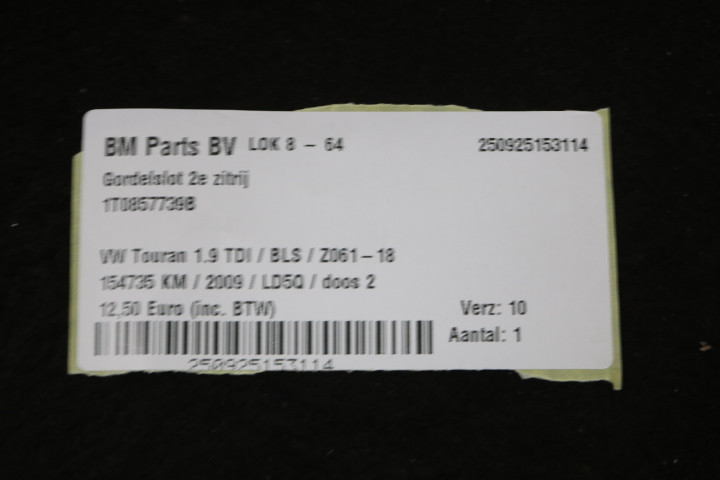 BM Parts BV LOK 8 - 64 250925153114
Gordelslot 2e zitrij
1T0857739B
VW Touran 1.9 TDI / BLS / Z061-18
154735 KM / 2009 / LD5Q / doos 2
12,50 Euro (inc. BTW) Verz: 10
Aantal: 1
250925153114